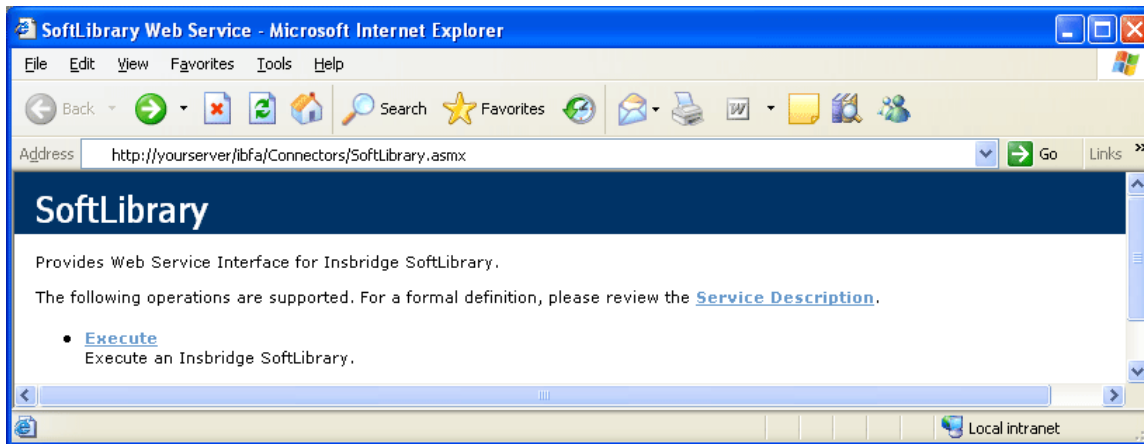 SoftLibrary Web Service - Microsoft Internet Explorer
File Edit View Favorites Tools Help
Back Search Favorites
Address http://yourserver/ibfa/Connectors/SoftLibrary.asmx Go Links »
SoftLibrary
Provides Web Service Interface for Insbridge SoftLibrary.
The following operations are supported. For a formal definition, please review the Service Description.
• Execute
Execute an Insbridge SoftLibrary.
Local intranet